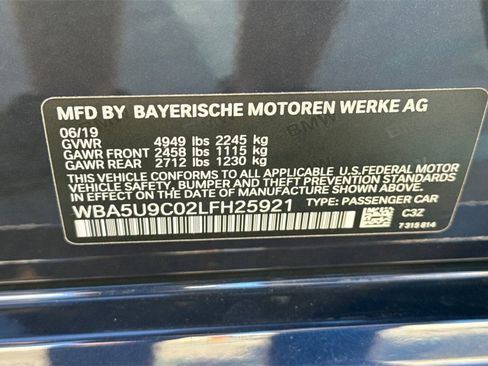 MFD BY BAYERISCHE MOTOREN WERKE AG
06/19
GVWR 4949 lbs 2245 kg
GAWR FRONT 2458 lbs 1115 kg
GAWR REAR 2712 lbs 1230 kg
THIS VEHICLE CONFORMS TO ALL APPLICABLE U.S.FEDERAL MOTOR
VEHICLE SAFETY, BUMPER, AND THEFT PREVENTION STANDARDS
IN EFFECT ON THE DATE OF MANUFACTURE SHOWN ABOVE.
WBA5U9C02LFH25921 TYPE: PASSENGER CAR
C3Z
7 315 814